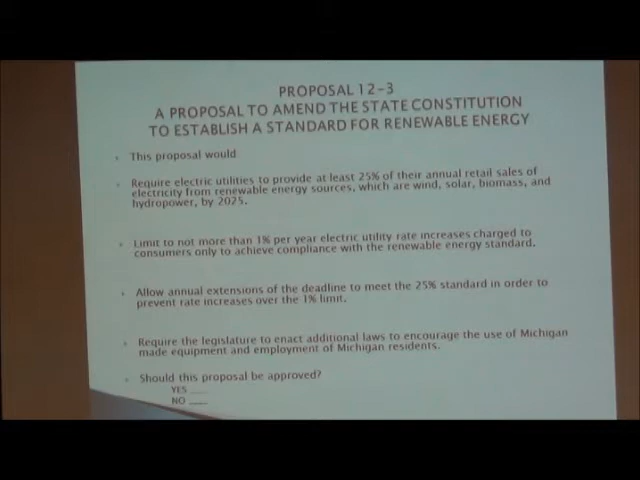 PROPOSAL 12-3
A PROPOSAL TO AMEND THE STATE CONSTITUTION
TO ESTABLISH A STANDARD FOR RENEWABLE ENERGY
This proposal would
Require electric utilities to provide at least 25% of their annual retail sales of
electricity from renewable energy sources, which are wind, solar, biomass, and
hydropower, by 2025.
Limit to not more than 1% per year electric utility rate increases charged to
consumers only to achieve compliance with the renewable energy standard.
Allow annual extensions of the deadline to meet the 25% standard in order to
prevent rate increases over the 1% limit.
Require the legislature to enact additional laws to encourage the use of Michigan
made equipment and employment of Michigan residents.
Should this proposal be approved?
YES ___
NO ___